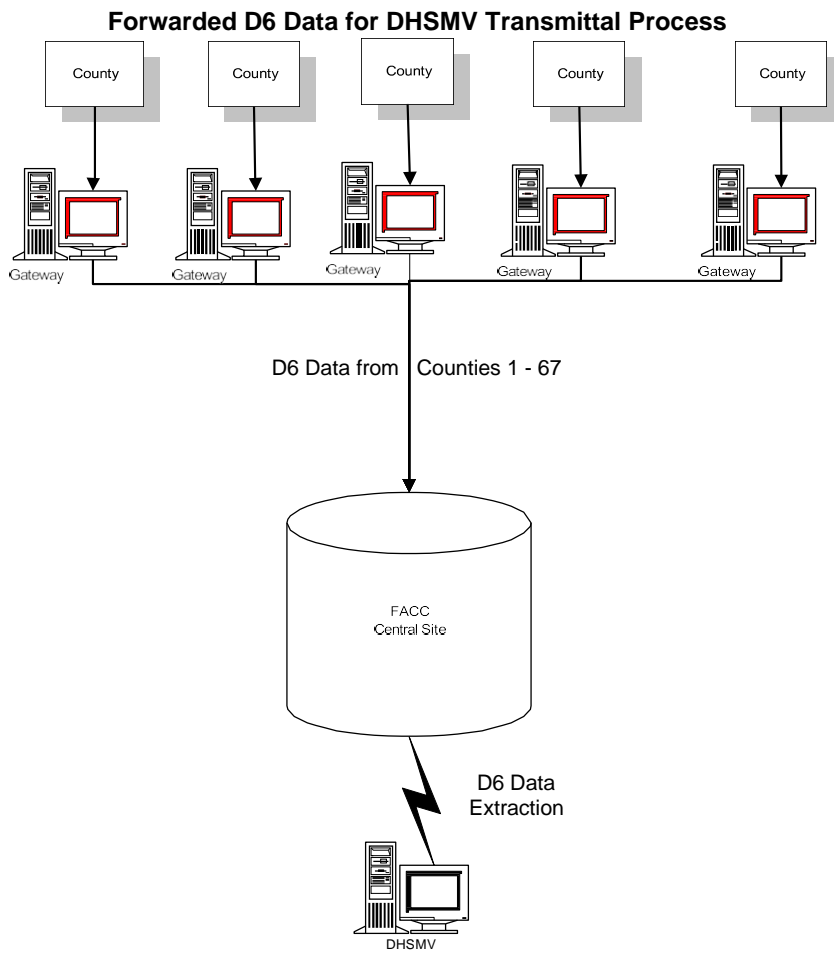 Forwarded D6 Data for DHSMV Transmittal Process
County
County
County
County
County
Gateway
Gateway
Gateway
Gateway
Gateway
D6 Data from Counties 1 - 67
FACC
Central Site
D6 Data
Extraction
DHSMV